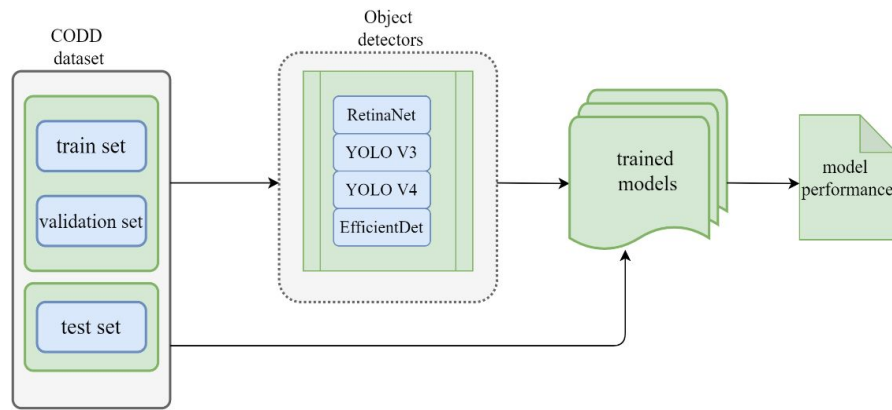 CODD
dataset
train set
validation set
test set
Object
detectors
RetinaNet
YOLO V3
YOLO V4
EfficientDet
trained
models
model
performance